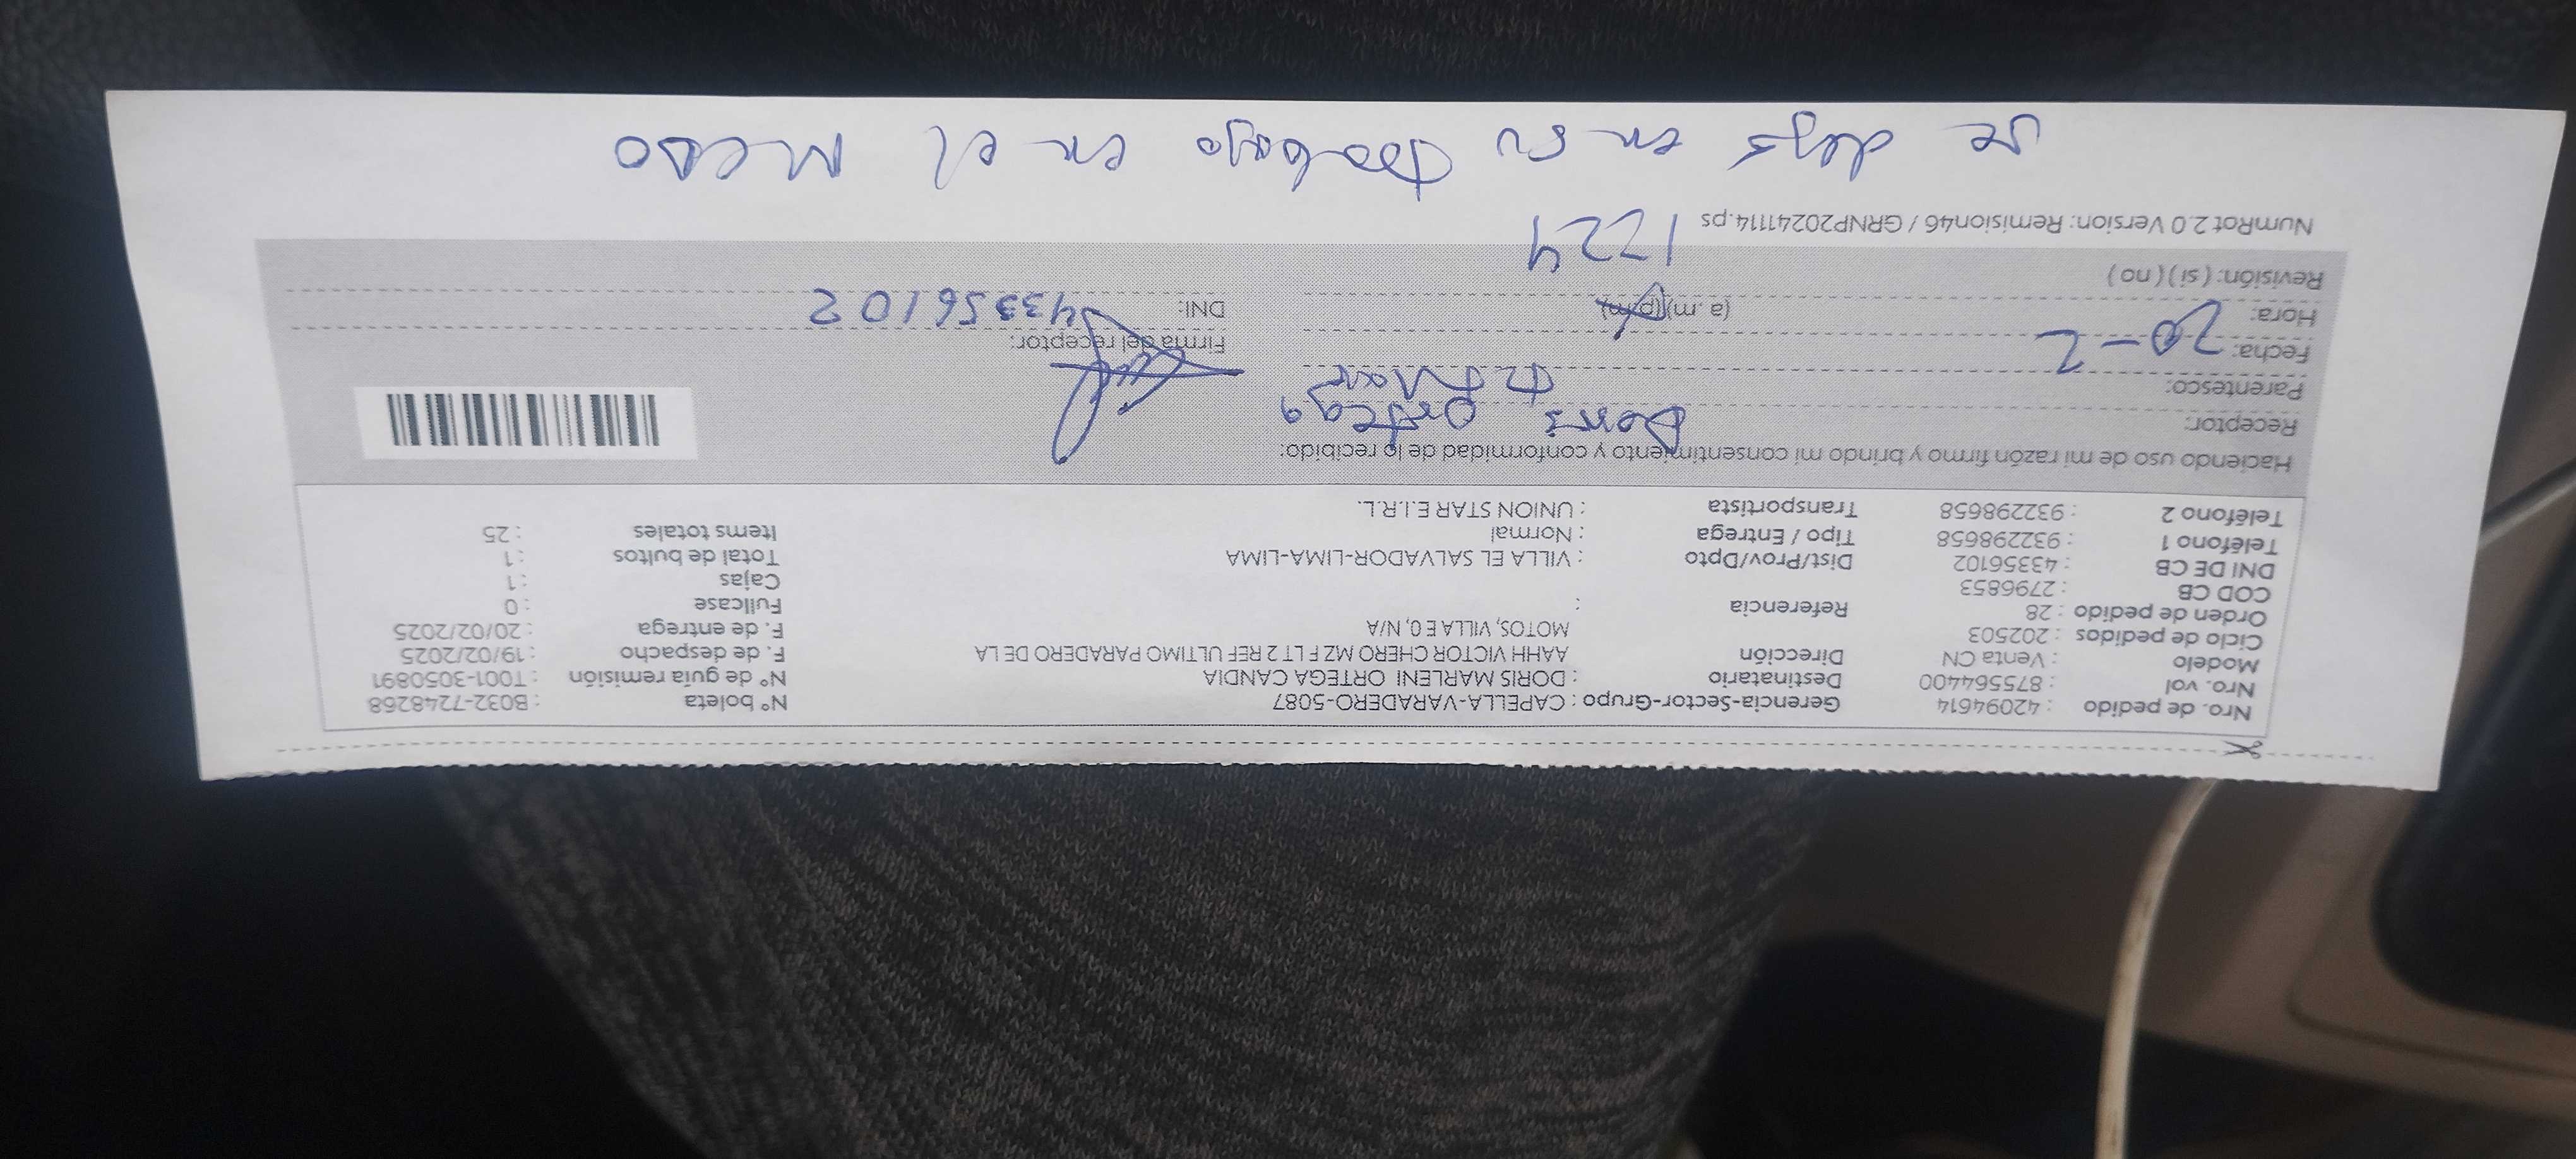 Nro. de pedido : 42094614 Gerencia-Sector-Grupo : CAPELLA-VARADERO-5087 N° boleta : B032-7248268
Nro. vol : 875564400 Destinatario : DORIS MARLENI ORTEGA CANDIA N° de guía remisión : T001-3050891
Modelo : Venta CN Dirección AAHH VICTOR CHERO MZ F LT 2 REF ULTIMO PARADERO DE LA F. de despacho : 19/02/2025
Ciclo de pedidos : 202503 MOTOS, VILLA E 0, N/A F. de entrega : 20/02/2025
Orden de pedido : 28 Referencia : Fullcase : 0
COD CB : 2796853 Cajas : 1
DNI DE CB : 43356102 Dist/Prov/Dpto : VILLA EL SALVADOR-LIMA-LIMA Total de bultos : 1
Teléfono 1 : 932298658 Tipo / Entrega : Normal Items totales : 25
Teléfono 2 : 932298658 Transportista : UNION STAR E.I.R.L.
Haciendo uso de mi razón firmo y brindo mi consentimiento y conformidad de lo recibido:
Receptor: Doris Ortega
Parentesco: titular
Fecha: 20-2 Firma del receptor:
Hora: (a.m)(p.m) DNI: 43356102
Revisión: (si) (no) 1224
NumRot 2.0 Version: Remision46 / GRNP20241114.ps
se deja en su trabajo en el Mcdo